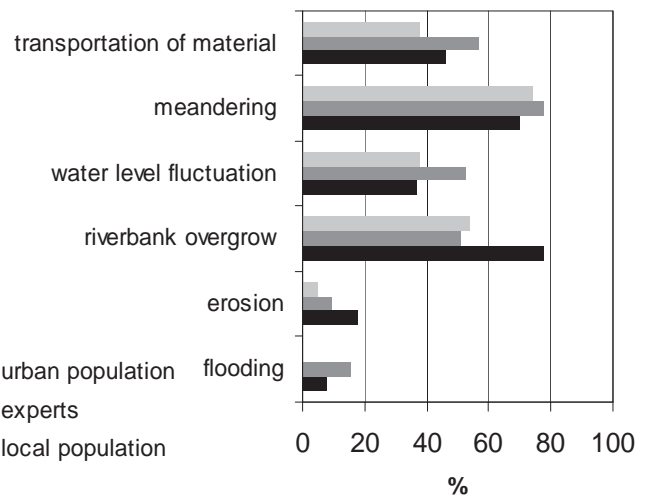 transportation of material
meandering
water level fluctuation
riverbank overgrow
erosion
flooding
urban population
experts
local population
0 20 40 60 80 100
%